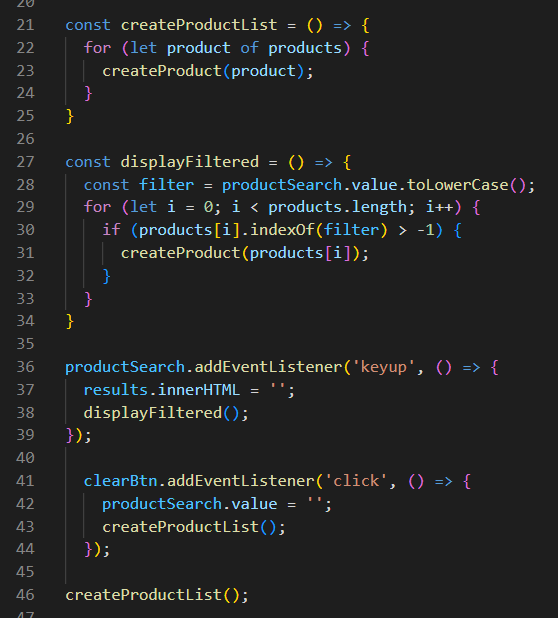 20
21 const createProductList = () => {
22   for (let product of products) {
23     createProduct(product);
24   }
25 }
26
27 const displayFiltered = () => {
28   const filter = productSearch.value.toLowerCase();
29   for (let i = 0; i < products.length; i++) {
30     if (products[i].indexOf(filter) > -1) {
31       createProduct(products[i]);
32     }
33   }
34 }
35
36 productSearch.addEventListener('keyup', () => {
37   results.innerHTML = '';
38   displayFiltered();
39 });
40
41   clearBtn.addEventListener('click', () => {
42     productSearch.value = '';
43     createProductList();
44   });
45
46 createProductList();
47